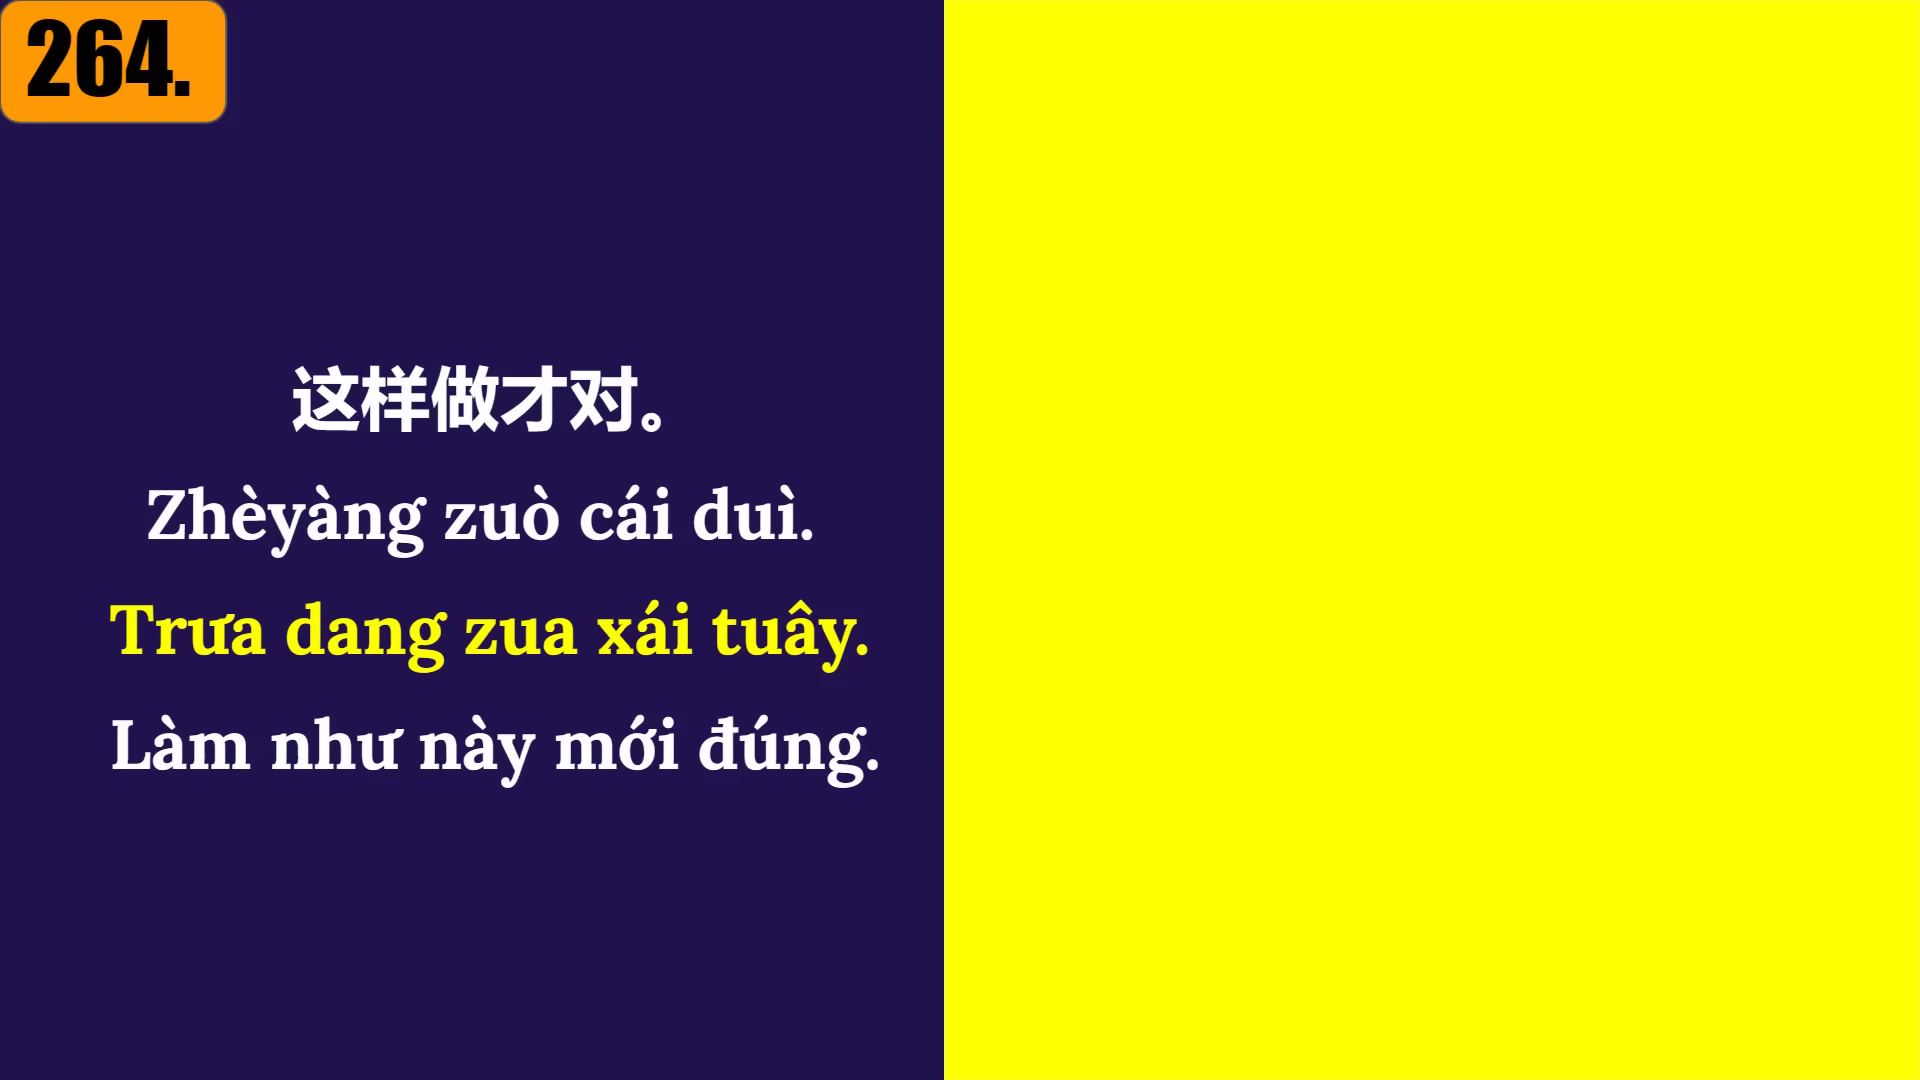 264.
这样做才对。
Zhèyàng zuò cái duì.
Trưa dang zua xái tuây.
Làm như này mới đúng.